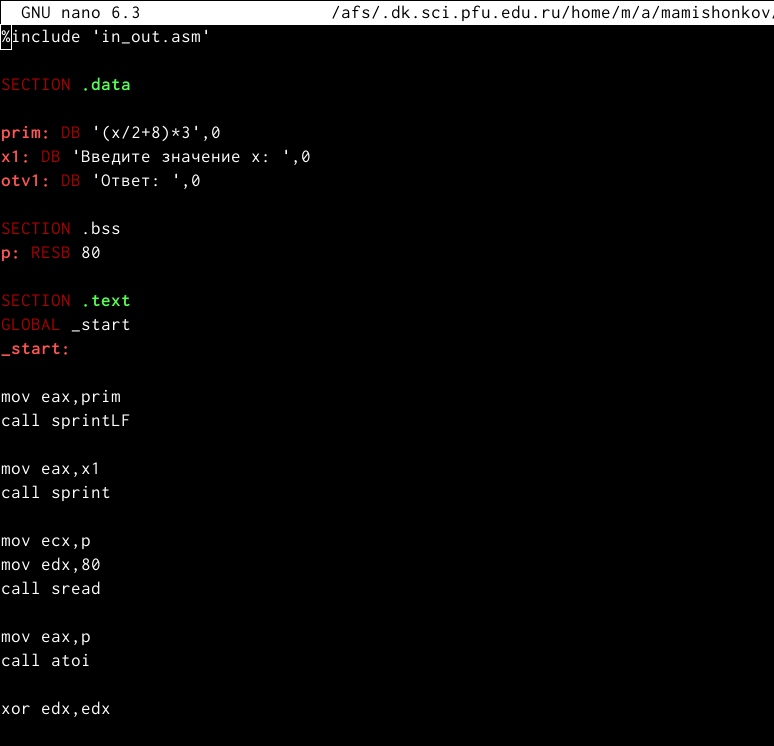 GNU nano 6.3 /afs/.dk.sci.pfu.edu.ru/home/m/a/mamishonkov/
%include 'in_out.asm'
SECTION .data
prim: DB '(x/2+8)*3',0
x1: DB 'Введите значение x: ',0
otv1: DB 'Ответ: ',0
SECTION .bss
p: RESB 80
SECTION .text
GLOBAL _start
_start:
mov eax,prim
call sprintLF
mov eax,x1
call sprint
mov ecx,p
mov edx,80
call sread
mov eax,p
call atoi
xor edx,edx